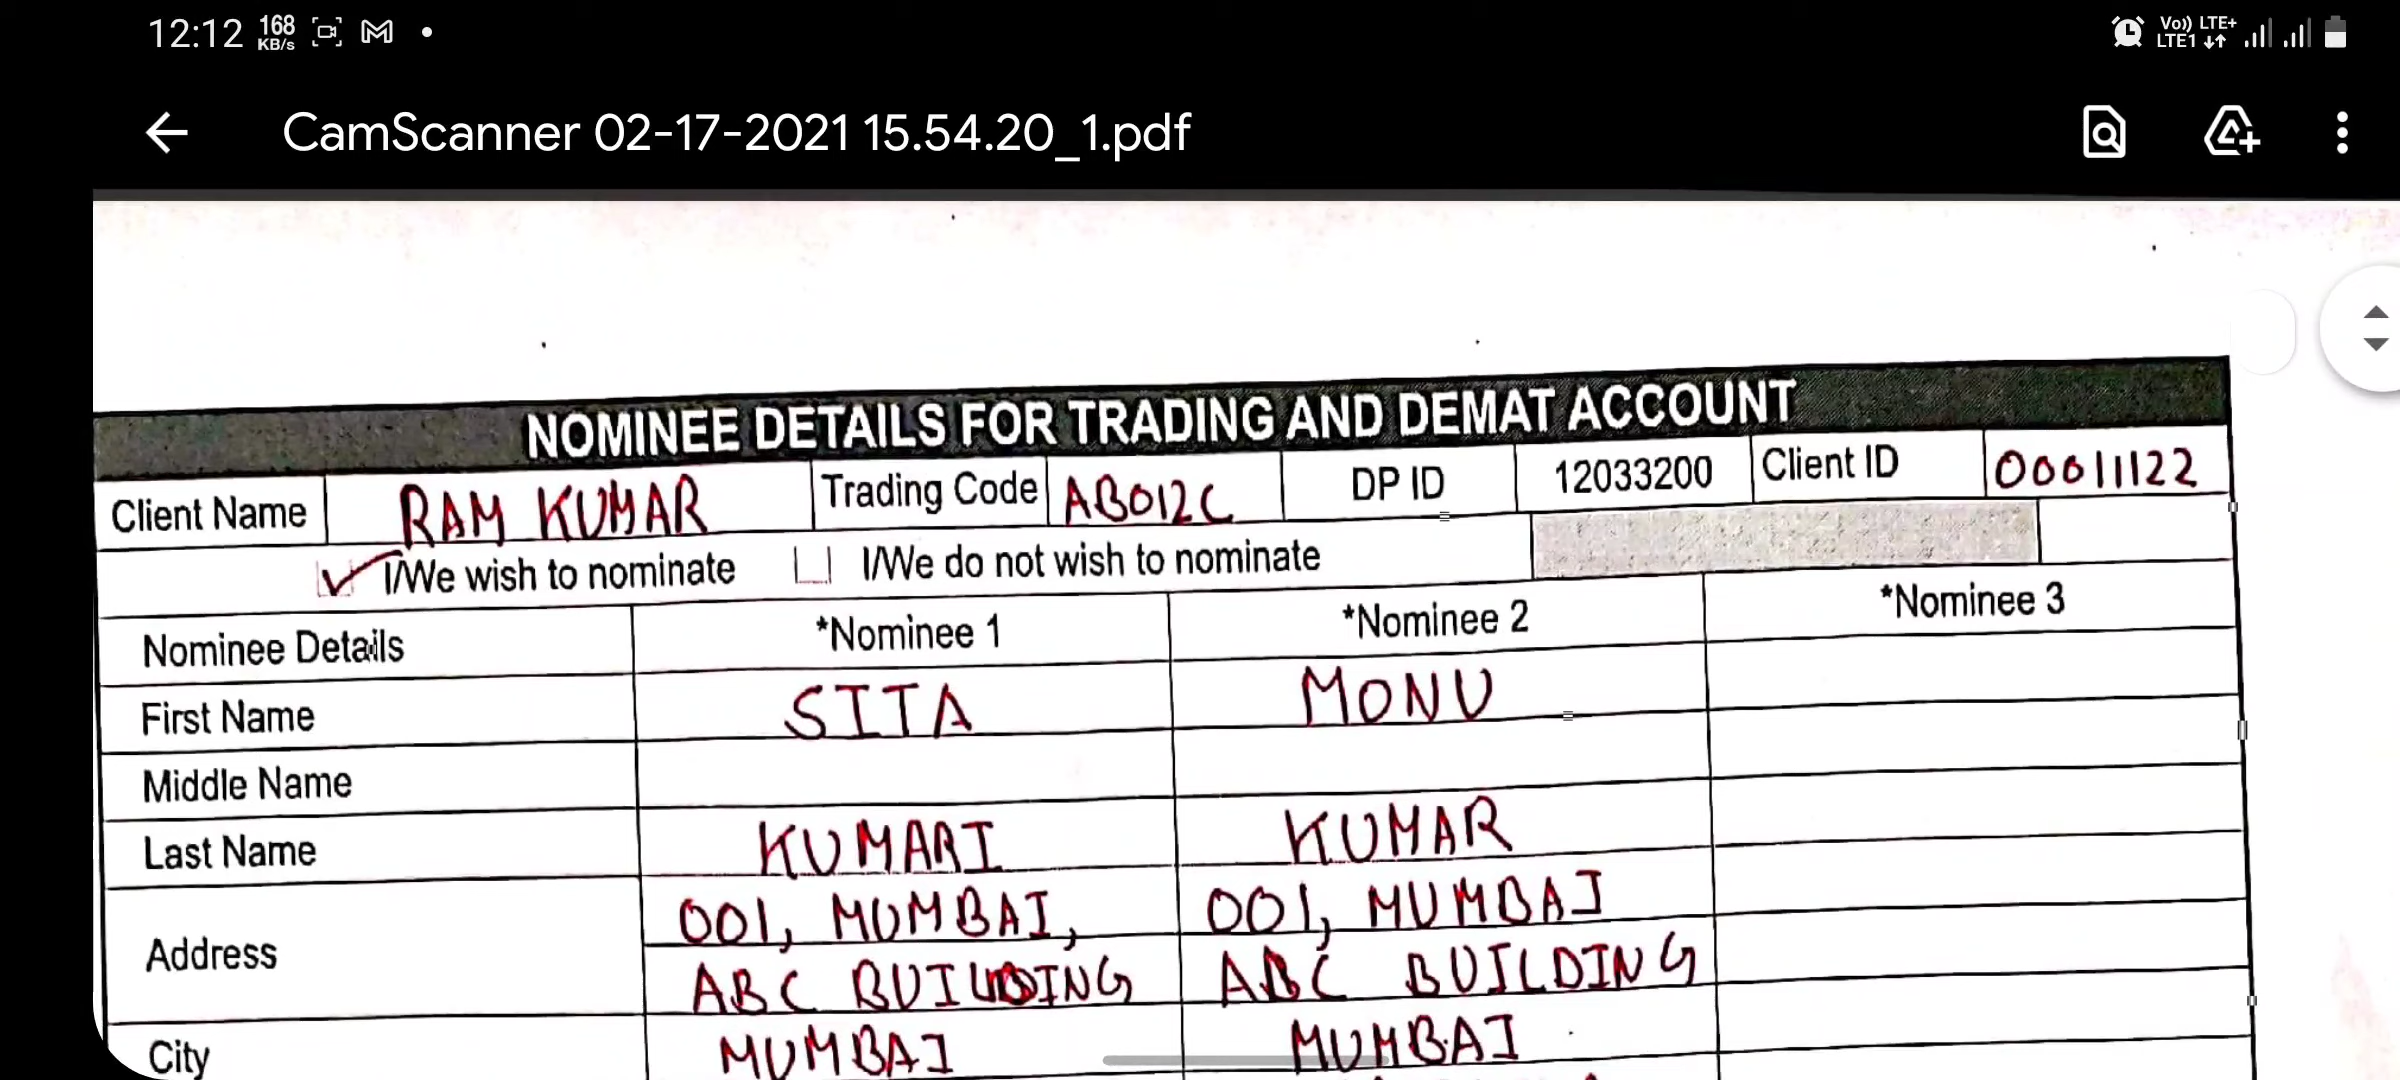 12:12 168 KB/s Vo)) LTE+ LTE1
CamScanner 02-17-2021 15.54.20_1.pdf
NOMINEE DETAILS FOR TRADING AND DEMAT ACCOUNT
Client Name RAM KUMAR Trading Code AB012C DP ID 12033200 Client ID 00011122
I/We wish to nominate I/We do not wish to nominate
Nominee Details *Nominee 1 *Nominee 2 *Nominee 3
First Name SITA MONU
Middle Name
Last Name KUMARI KUMAR
Address 001, MUMBAI, 001, MUMBAI
ABC BUILDING ABC BUILDING
City MUMBAI MUMBAI